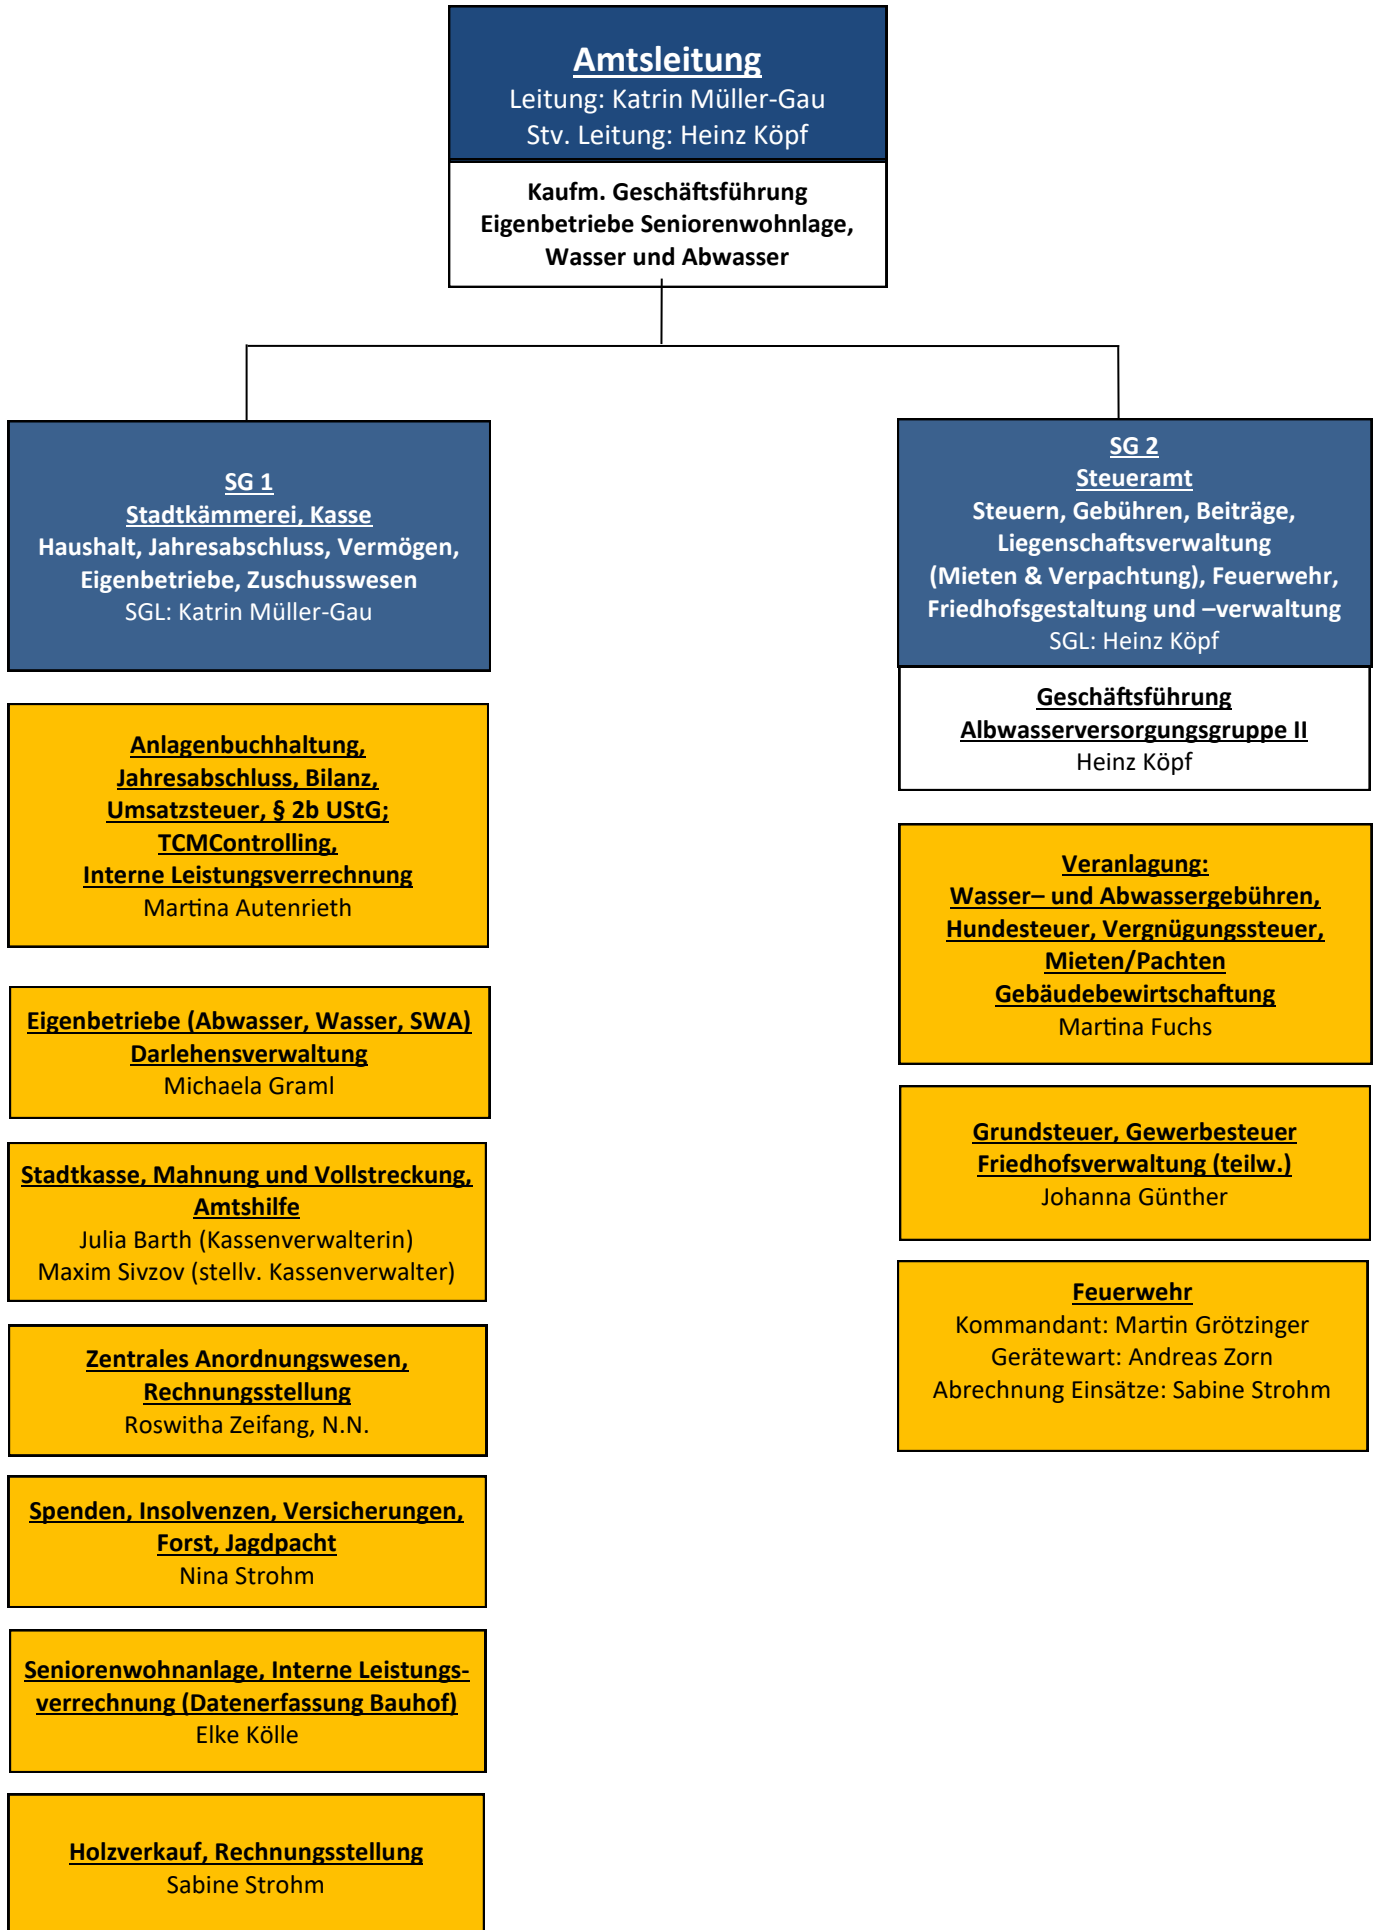 Amtsleitung
Leitung: Katrin Müller-Gau
Stv. Leitung: Heinz Köpf
Kaufm. Geschäftsführung
Eigenbetriebe Seniorenwohnlage,
Wasser und Abwasser
SG 1
Stadtkämmerei, Kasse
Haushalt, Jahresabschluss, Vermögen,
Eigenbetriebe, Zuschusswesen
SGL: Katrin Müller-Gau
Anlagenbuchhaltung,
Jahresabschluss, Bilanz,
Umsatzsteuer, § 2b UStG;
TCMControlling,
Interne Leistungsverrechnung
Martina Autenrieth
Eigenbetriebe (Abwasser, Wasser, SWA)
Darlehensverwaltung
Michaela Graml
Stadtkasse, Mahnung und Vollstreckung,
Amtshilfe
Julia Barth (Kassenverwalterin)
Maxim Sivzov (stellv. Kassenverwalter)
Zentrales Anordnungswesen,
Rechnungsstellung
Roswitha Zeifang, N.N.
Spenden, Insolvenzen, Versicherungen,
Forst, Jagdpacht
Nina Strohm
Seniorenwohnanlage, Interne Leistungs-
verrechnung (Datenerfassung Bauhof)
Elke Kölle
Holzverkauf, Rechnungsstellung
Sabine Strohm
SG 2
Steueramt
Steuern, Gebühren, Beiträge,
Liegenschaftsverwaltung
(Mieten & Verpachtung), Feuerwehr,
Friedhofsgestaltung und –verwaltung
SGL: Heinz Köpf
Geschäftsführung
Albwasserversorgungsgruppe II
Heinz Köpf
Veranlagung:
Wasser– und Abwassergebühren,
Hundesteuer, Vergnügungssteuer,
Mieten/Pachten
Gebäudebewirtschaftung
Martina Fuchs
Grundsteuer, Gewerbesteuer
Friedhofsverwaltung (teilw.)
Johanna Günther
Feuerwehr
Kommandant: Martin Grötzinger
Gerätewart: Andreas Zorn
Abrechnung Einsätze: Sabine Strohm